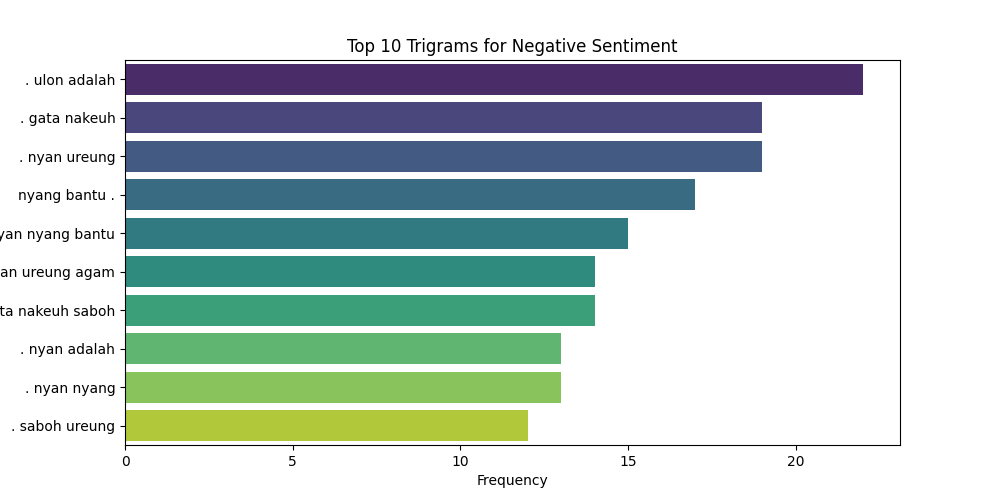 Top 10 Trigrams for Negative Sentiment
. ulon adalah
. gata nakeuh
. nyan ureung
nyang bantu .
yan nyang bantu
an ureung agam
ta nakeuh saboh
. nyan adalah
. nyan nyang
. saboh ureung
0 5 10 15 20
Frequency